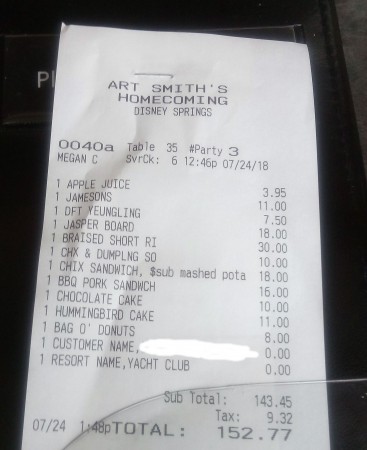 PI
ART SMITH'S
HOMECOMING
DISNEY SPRINGS
0040a Table 35 #Party 3
MEGAN C SvrCk: 6 12:46p 07/24/18
1 APPLE JUICE 3.95
1 JAMESONS 11.00
1 DFT YEUNGLING 7.50
1 JASPER BOARD 18.00
1 BRAISED SHORT RI 30.00
1 CHX & DUMPLNG SO 10.00
1 CHIX SANDWICH, $sub mashed pota 18.00
1 BBQ PORK SANDWCH 16.00
1 CHOCOLATE CAKE 10.00
1 HUMMINGBIRD CAKE 11.00
1 BAG O' DONUTS 8.00
1 CUSTOMER NAME, 0.00
1 RESORT NAME, YACHT CLUB 0.00
Sub Total: 143.45
Tax: 9.32
07/24 1:48p TOTAL: 152.77